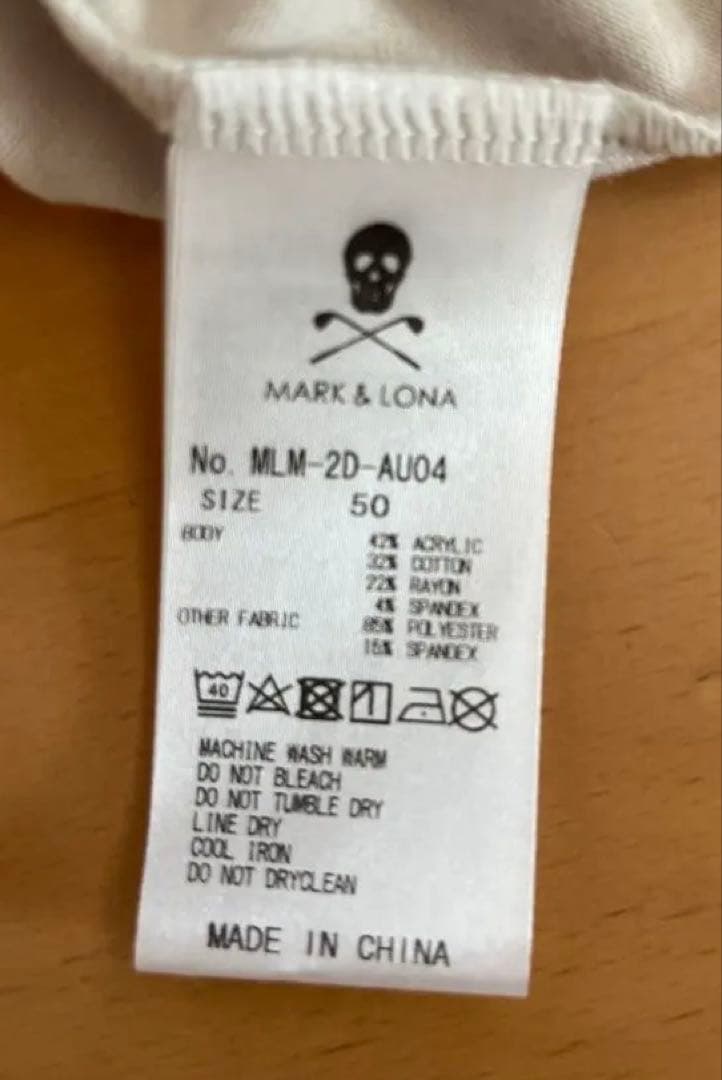 MARK & LONA
No. MLM-2D-AU04
SIZE 50
BODY 42% ACRYLIC
32% COTTON
22% RAYON
4% SPANDEX
OTHER FABRIC 85% POLYESTER
15% SPANDEX
40
MACHINE WASH WARM
DO NOT BLEACH
DO NOT TUMBLE DRY
LINE DRY
COOL IRON
DO NOT DRYCLEAN
MADE IN CHINA